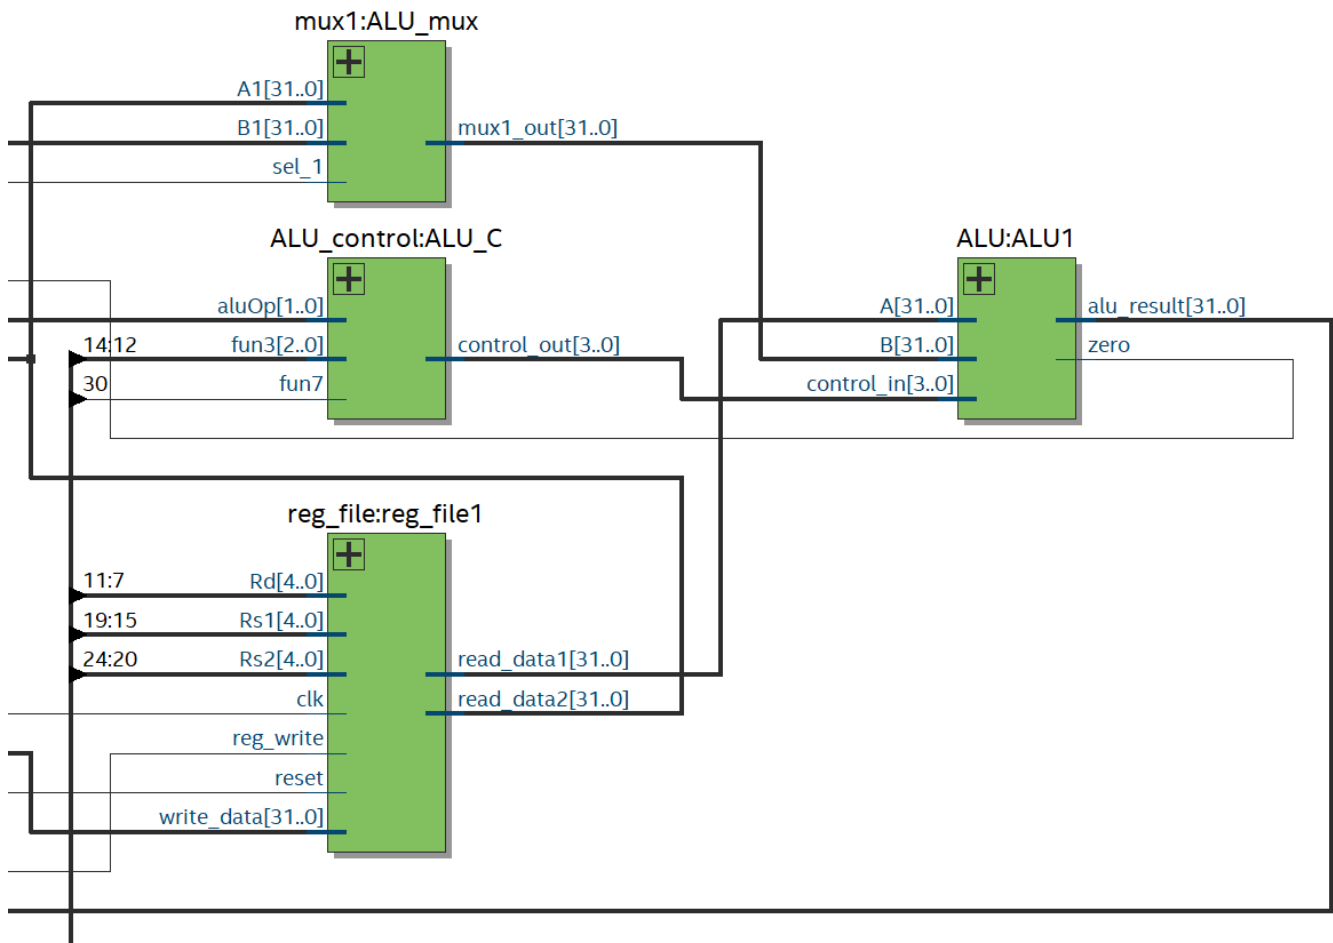 mux1:ALU_mux
A1[31..0]
B1[31..0]
mux1_out[31..0]
sel_1
ALU_control:ALU_C
aluOp[1..0]
14:12
fun3[2..0]
control_out[3..0]
30
fun7
ALU:ALU1
A[31..0]
alu_result[31..0]
B[31..0]
zero
control_in[3..0]
reg_file:reg_file1
11:7
Rd[4..0]
19:15
Rs1[4..0]
24:20
Rs2[4..0]
read_data1[31..0]
clk
read_data2[31..0]
reg_write
reset
write_data[31..0]